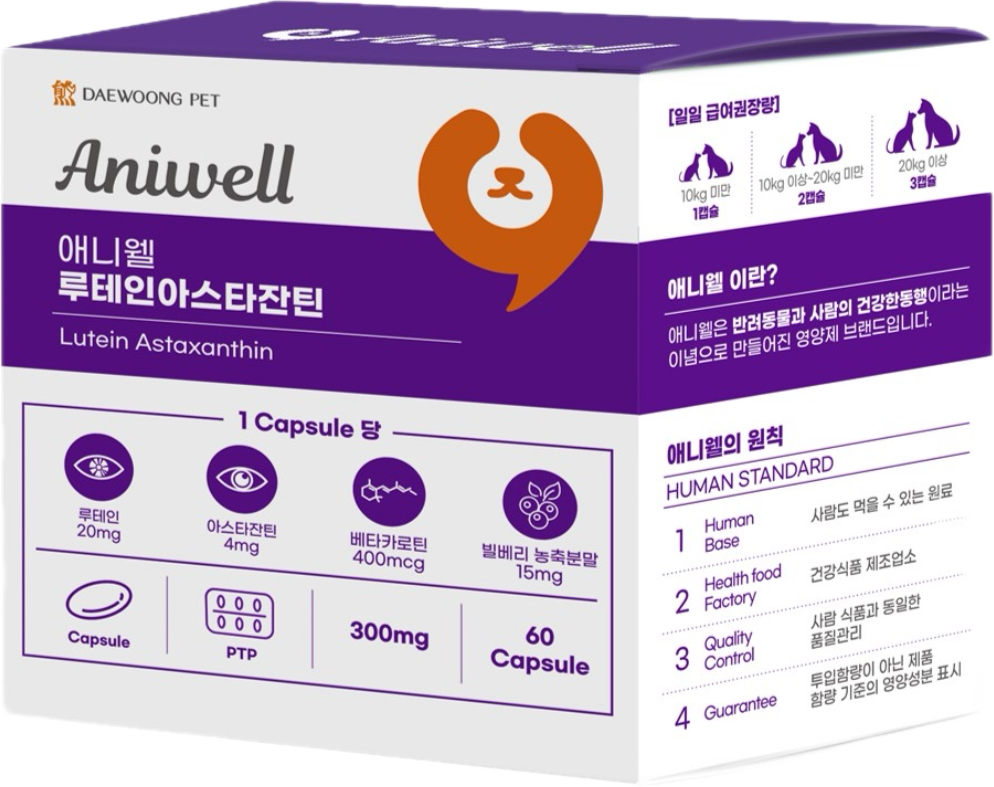 Aniwell
DAEWOONG PET
Aniwell
애니웰
루테인아스타잔틴
Lutein Astaxanthin
1 Capsule 당
루테인
20mg
아스타잔틴
4mg
베타카로틴
400mcg
빌베리 농축분말
15mg
Capsule
PTP
300mg
60
Capsule
[일일 급여권장량]
10kg 미만
1캡슐
10kg 이상~20kg 미만
2캡슐
20kg 이상
3캡슐
애니웰 이란?
애니웰은 반려동물과 사람의 건강한동행이라는
이념으로 만들어진 영양제 브랜드입니다.
애니웰의 원칙
HUMAN STANDARD
1 Human
Base
사람도 먹을 수 있는 원료
2 Health food
Factory
건강식품 제조업소
3 Quality
Control
사람 식품과 동일한
품질관리
4 Guarantee
투입함량이 아닌 제품
함량 기준의 영양성분 표시